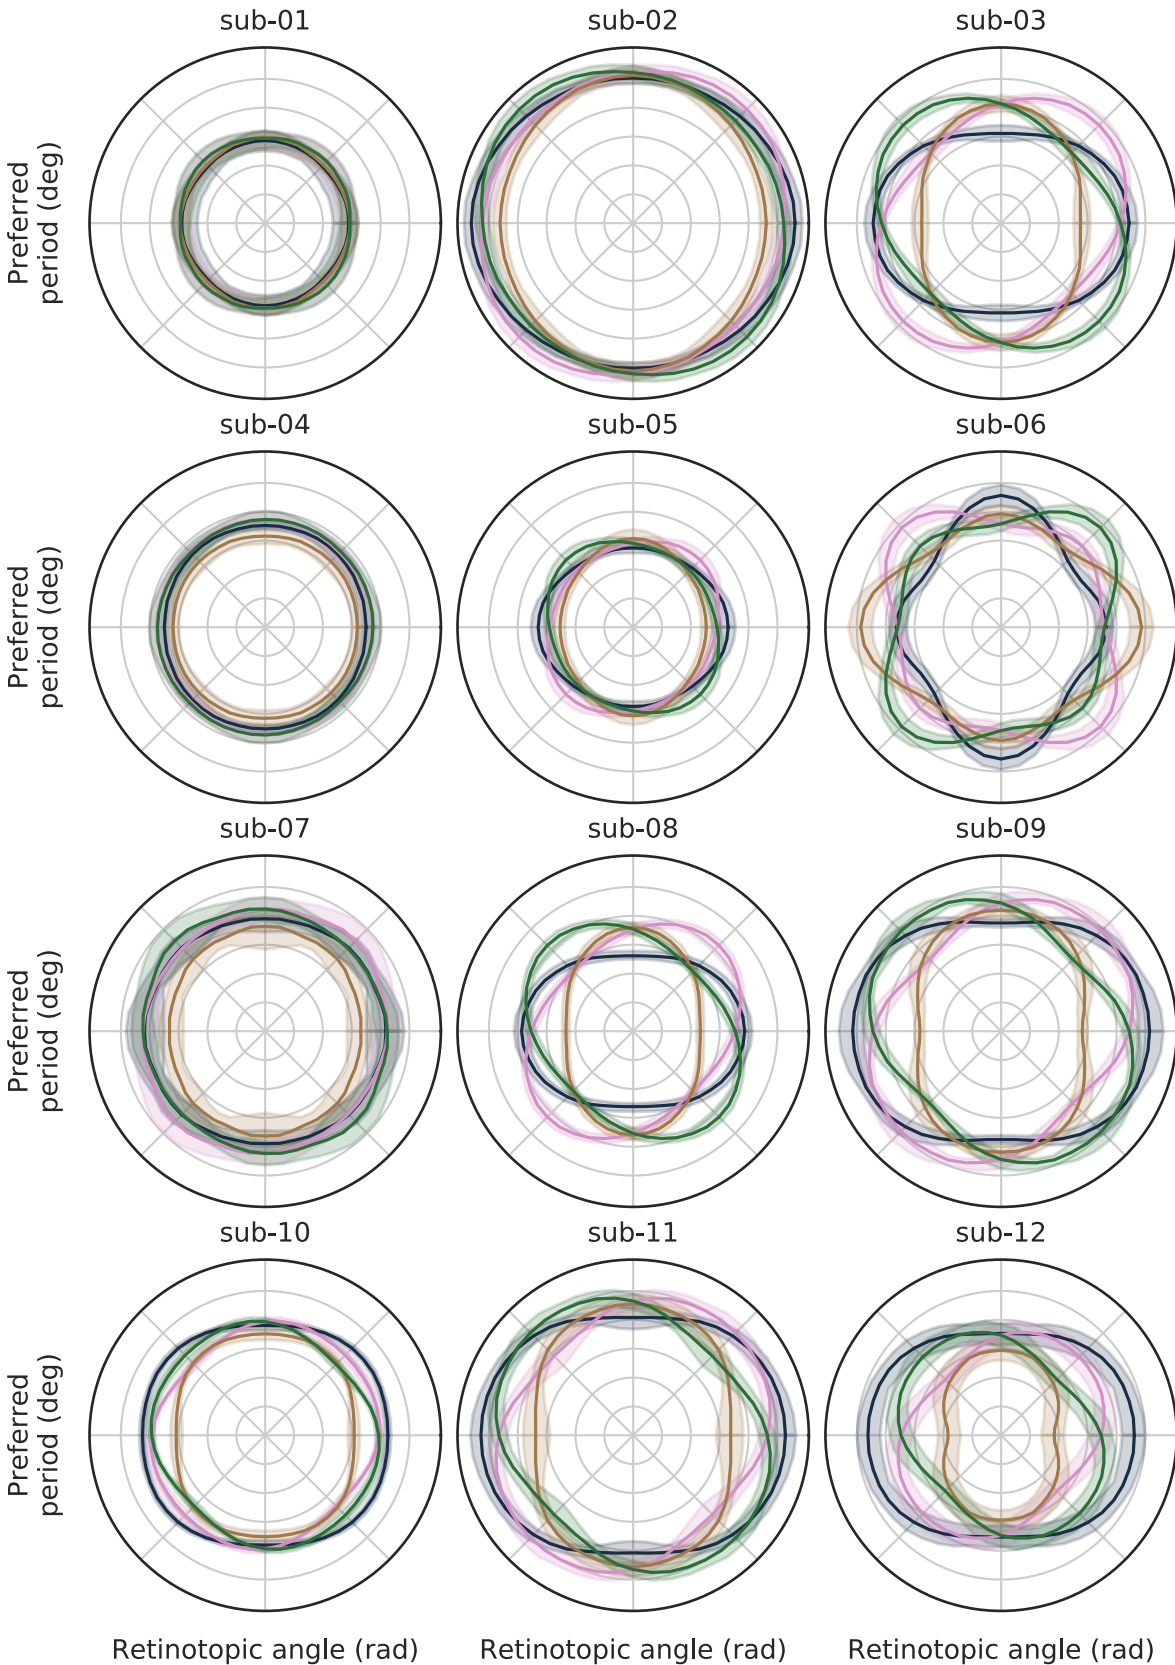 sub-01
sub-02
sub-03
Preferred
period (deg)
sub-04
sub-05
sub-06
Preferred
period (deg)
sub-07
sub-08
sub-09
Preferred
period (deg)
sub-10
sub-11
sub-12
Preferred
period (deg)
Retinotopic angle (rad)
Retinotopic angle (rad)
Retinotopic angle (rad)